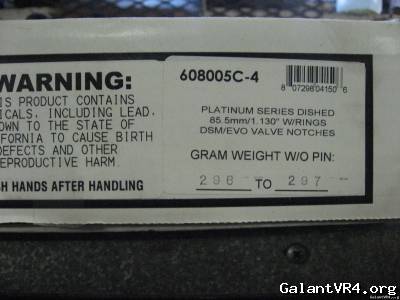 WARNING:
IS PRODUCT CONTAINS
ICALS, INCLUDING LEAD,
OWN TO THE STATE OF
IFORNIA TO CAUSE BIRTH
DEFECTS AND OTHER
REPRODUCTIVE HARM.
SH HANDS AFTER HANDLING
608005C-4
8 07298 04150 6
PLATINUM SERIES DISHED
85.5mm/1.130" W/RINGS
DSM/EVO VALVE NOTCHES
GRAM WEIGHT W/O PIN:
296 TO 297
GalantVR4.org